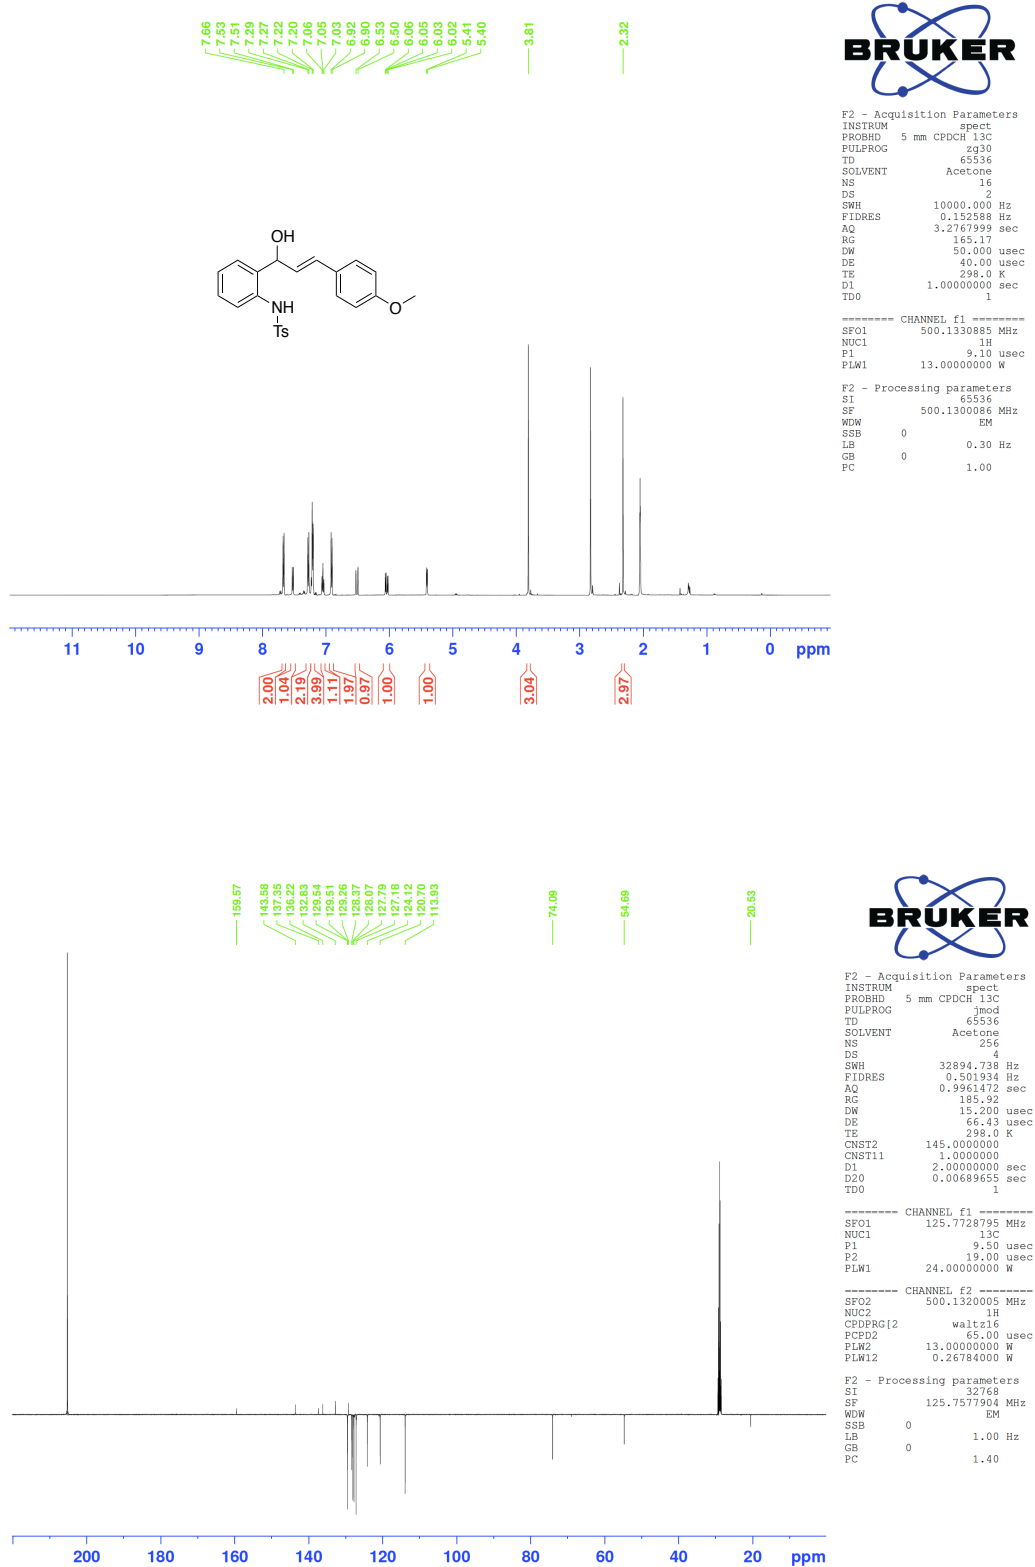 7.66
7.53
7.51
7.29
7.27
7.22
7.20
7.06
7.05
7.03
6.92
6.90
6.53
6.50
6.06
6.05
6.03
6.02
5.41
5.40
3.81
2.32
BRUKER
F2 - Acquisition Parameters
INSTRUM spect
PROBHD 5 mm CPDCH 13C
PULPROG zg30
TD 65536
SOLVENT Acetone
NS 16
DS 2
SWH 10000.000 Hz
FIDRES 0.152588 Hz
AQ 3.2767999 sec
RG 165.17
DW 50.000 usec
DE 40.00 usec
TE 298.0 K
D1 1.00000000 sec
TD0 1
======== CHANNEL f1 ========
SFO1 500.1330885 MHz
NUC1 1H
P1 9.10 usec
PLW1 13.00000000 W
F2 - Processing parameters
SI 65536
SF 500.1300086 MHz
WDW EM
SSB 0
LB 0.30 Hz
GB 0
PC 1.00
OH
NH
Ts
O
11 10 9 8 7 6 5 4 3 2 1 0 ppm
2.00
1.04
2.19
3.99
1.11
1.97
0.97
1.00
1.00
3.04
2.97
159.57
143.58
137.35
136.22
132.83
129.54
129.51
129.26
128.37
128.07
127.79
127.18
124.12
120.70
113.93
74.09
54.69
20.53
BRUKER
F2 - Acquisition Parameters
INSTRUM spect
PROBHD 5 mm CPDCH 13C
PULPROG jmod
TD 65536
SOLVENT Acetone
NS 256
DS 4
SWH 32894.738 Hz
FIDRES 0.501934 Hz
AQ 0.9961472 sec
RG 185.92
DW 15.200 usec
DE 66.43 usec
TE 298.0 K
CNST2 145.0000000
CNST11 1.0000000
D1 2.00000000 sec
D20 0.00689655 sec
TD0 1
======== CHANNEL f1 ========
SFO1 125.7728795 MHz
NUC1 13C
P1 9.50 usec
P2 19.00 usec
PLW1 24.00000000 W
======== CHANNEL f2 ========
SFO2 500.1320005 MHz
NUC2 1H
CPDPRG[2 waltz16
PCPD2 65.00 usec
PLW2 13.00000000 W
PLW12 0.26784000 W
F2 - Processing parameters
SI 32768
SF 125.7577904 MHz
WDW EM
SSB 0
LB 1.00 Hz
GB 0
PC 1.40
200 180 160 140 120 100 80 60 40 20 ppm